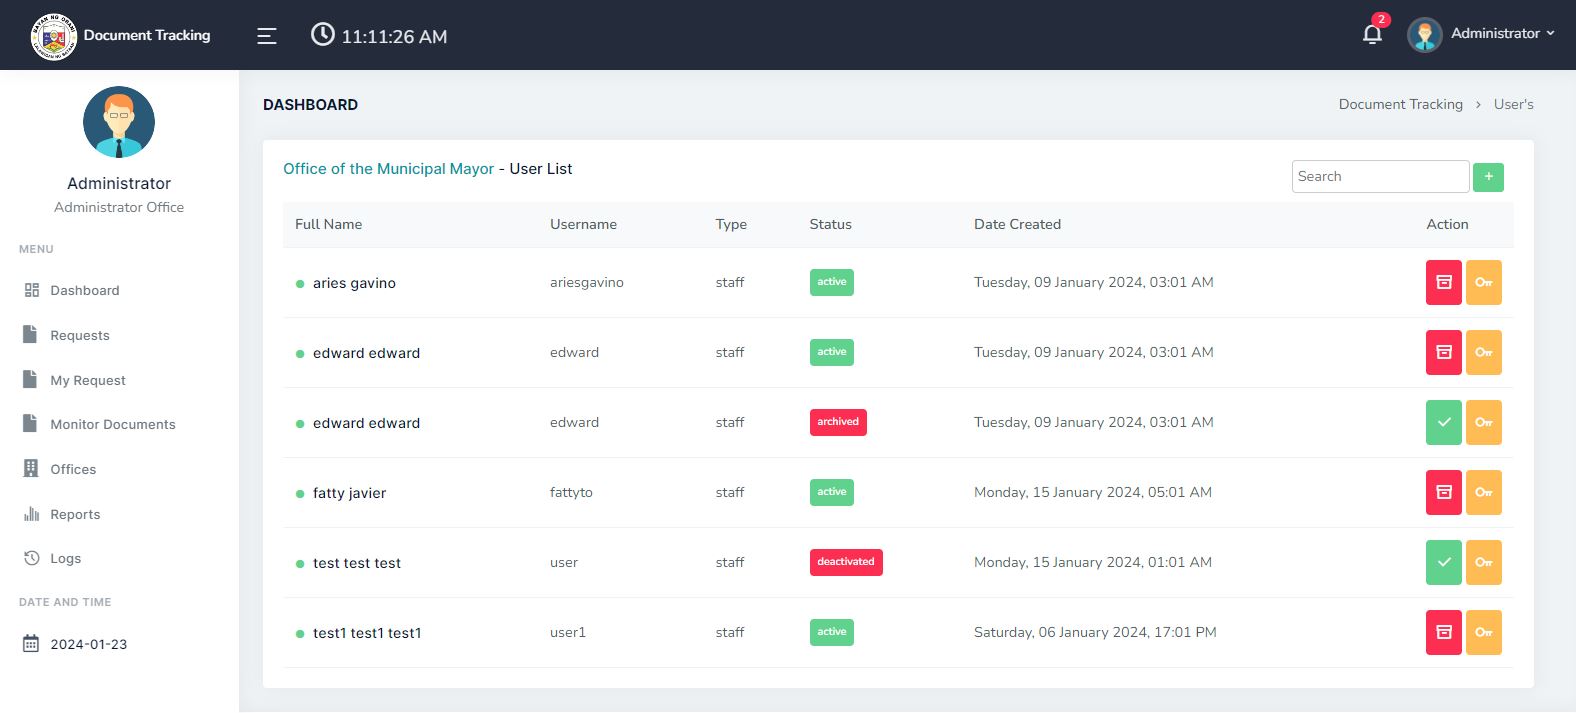 Document Tracking
11:11:26 AM
2
Administrator
Administrator
Administrator Office
MENU
Dashboard
Requests
My Request
Monitor Documents
Offices
Reports
Logs
DATE AND TIME
2024-01-23
DASHBOARD
Document Tracking > User's
Office of the Municipal Mayor - User List
Search +
Full Name Username Type Status Date Created Action
aries gavino ariesgavino staff active Tuesday, 09 January 2024, 03:01 AM
edward edward edward staff active Tuesday, 09 January 2024, 03:01 AM
edward edward edward staff archived Tuesday, 09 January 2024, 03:01 AM
fatty javier fattyto staff active Monday, 15 January 2024, 05:01 AM
test test test user staff deactivated Monday, 15 January 2024, 01:01 AM
test1 test1 test1 user1 staff active Saturday, 06 January 2024, 17:01 PM